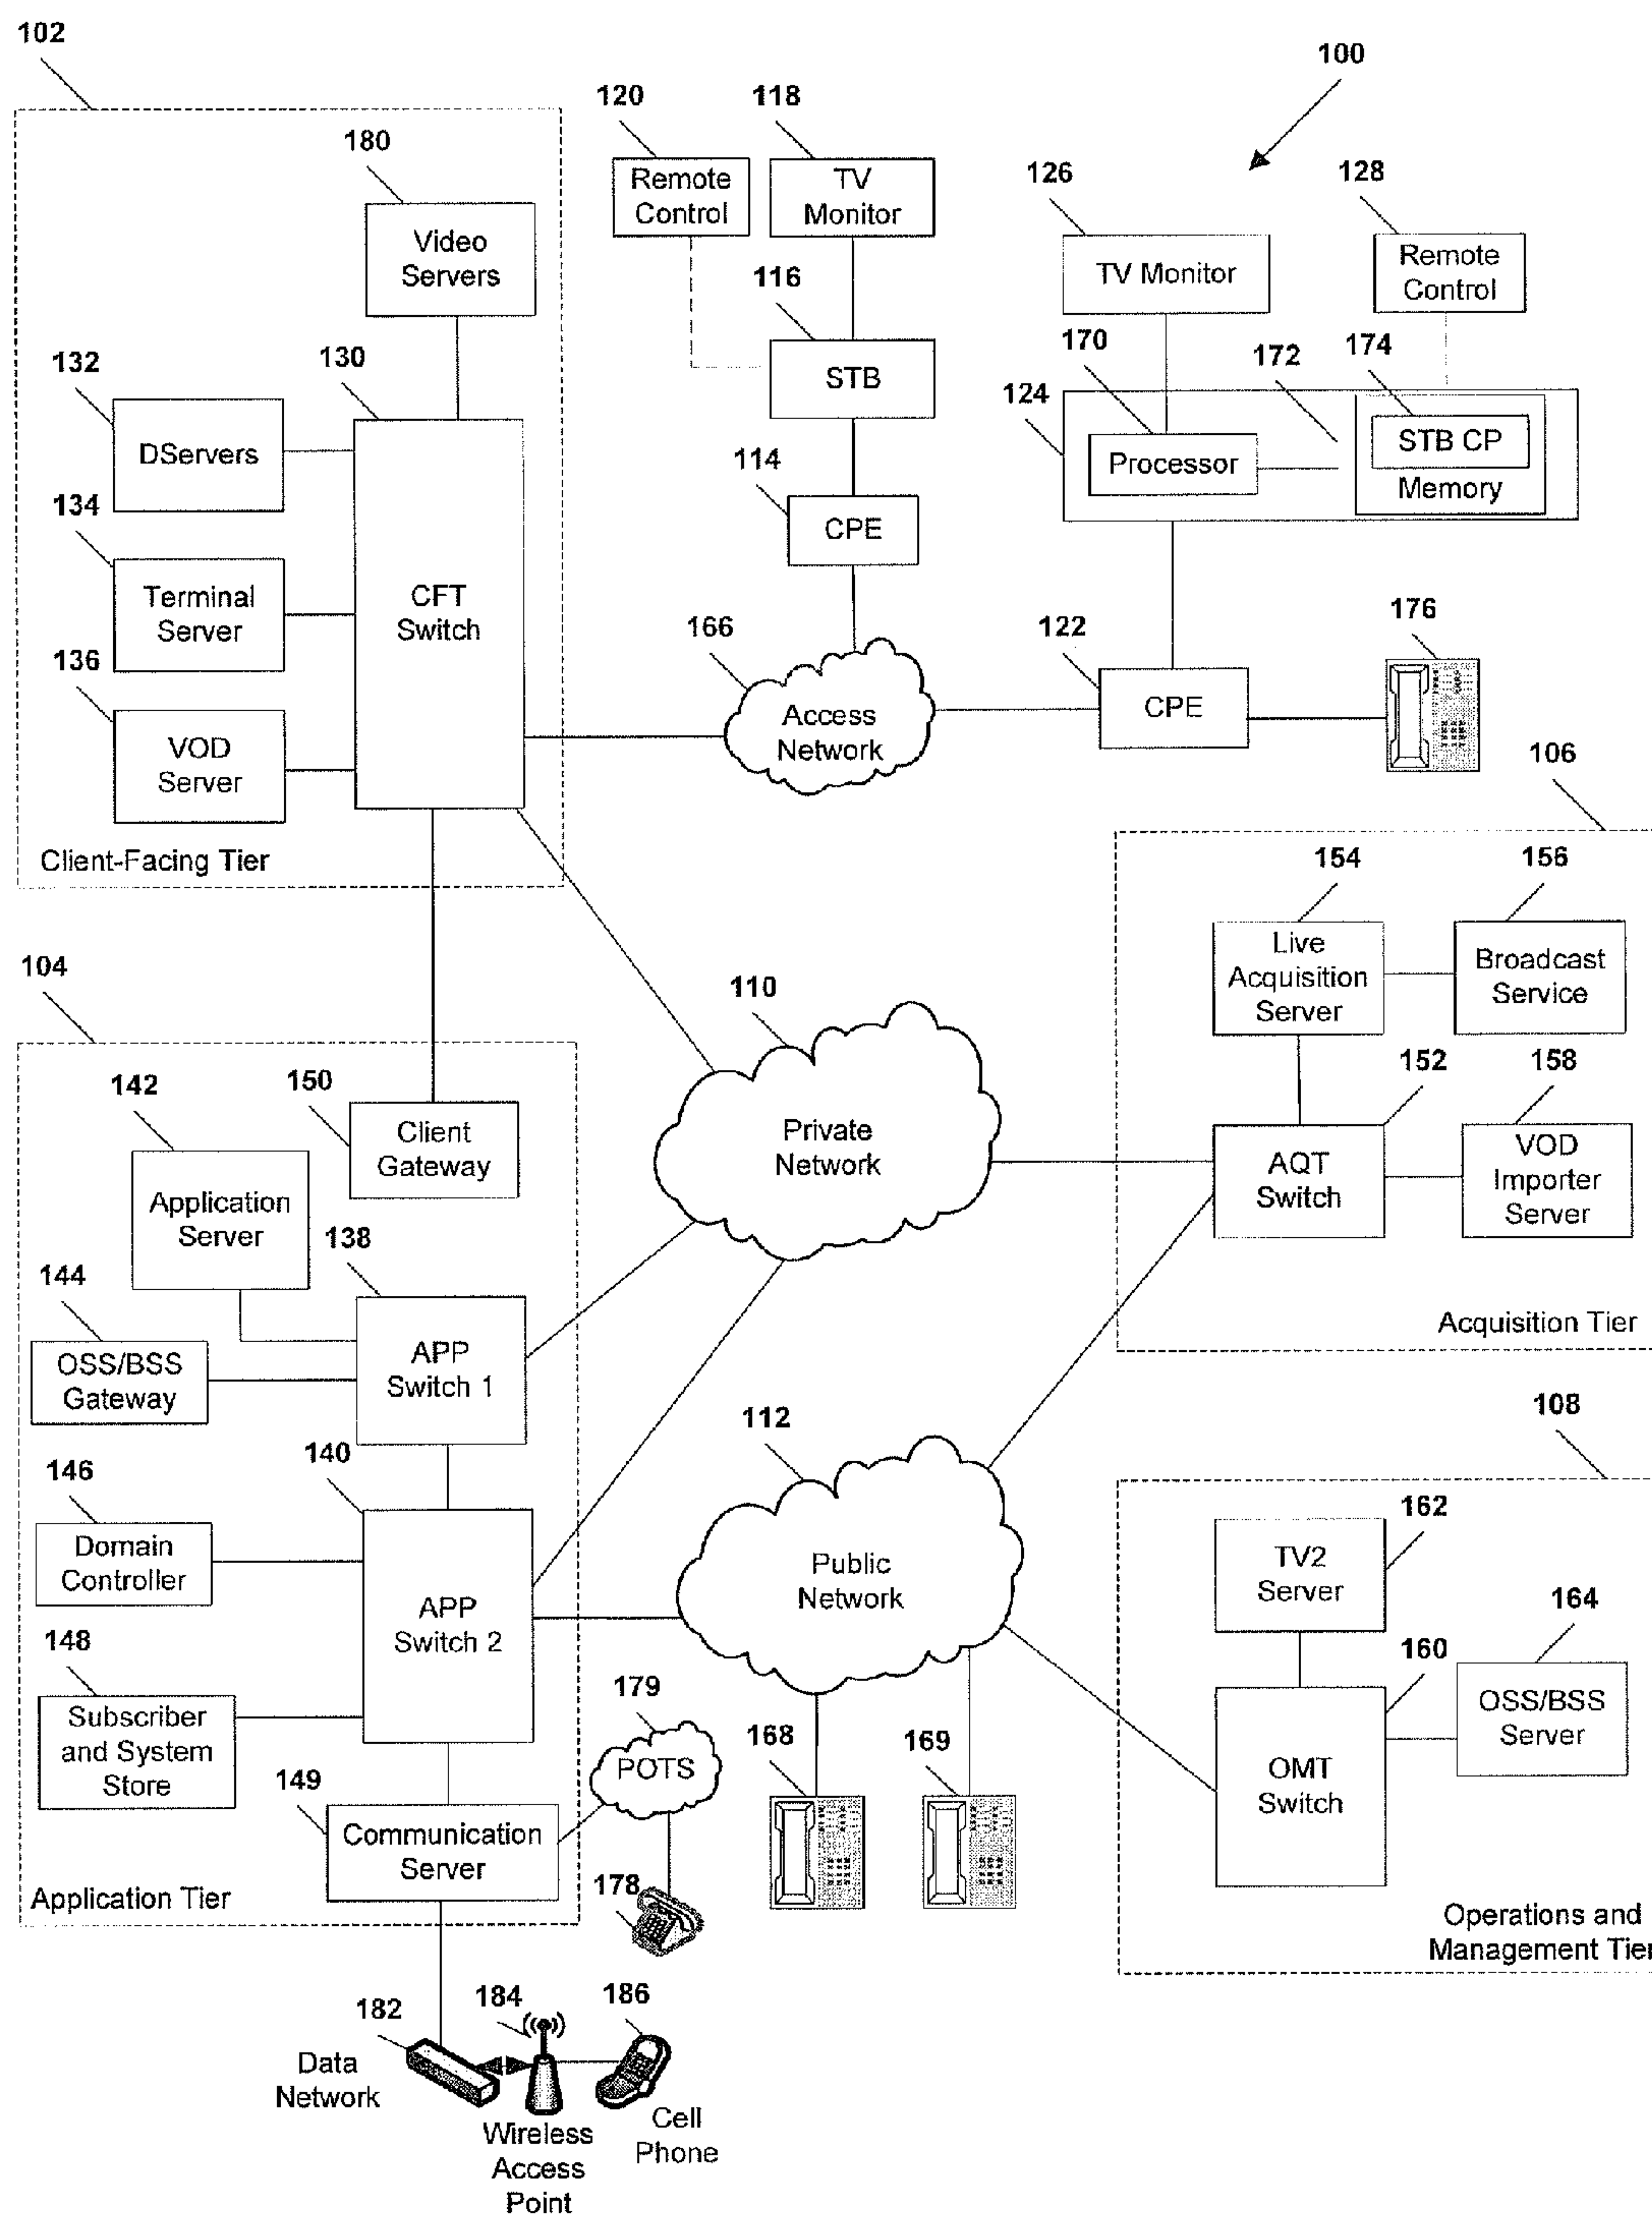 102
100
120
118
180
126
128
Remote
Control
TV
Monitor
Video
Servers
TV Monitor
Remote
Control
116
132
130
170
172
174
STB
124
DServers
STB CP
Processor
Memory
114
134
CPE
Terminal
Server
CFT
Switch
166
122
176
136
Access
Network
CPE
VOD
Server
106
Client-Facing Tier
154
156
104
110
Live
Acquisition
Server
Broadcast
Service
142
150
152
158
Client
Gateway
Private
Network
AQT
Switch
VOD
Importer
Server
Application
Server
138
144
Acquisition Tier
OSS/BSS
Gateway
APP
Switch 1
112
108
146
140
162
Domain
Controller
Public
Network
TV2
Server
APP
Switch 2
164
148
160
179
Subscriber
and System
Store
168
169
OSS/BSS
Server
POTS
149
OMT
Switch
Communication
Server
178
Application Tier
Operations and
Management Tier
182
184
186
Data
Network
Cell
Phone
Wireless
Access
Point